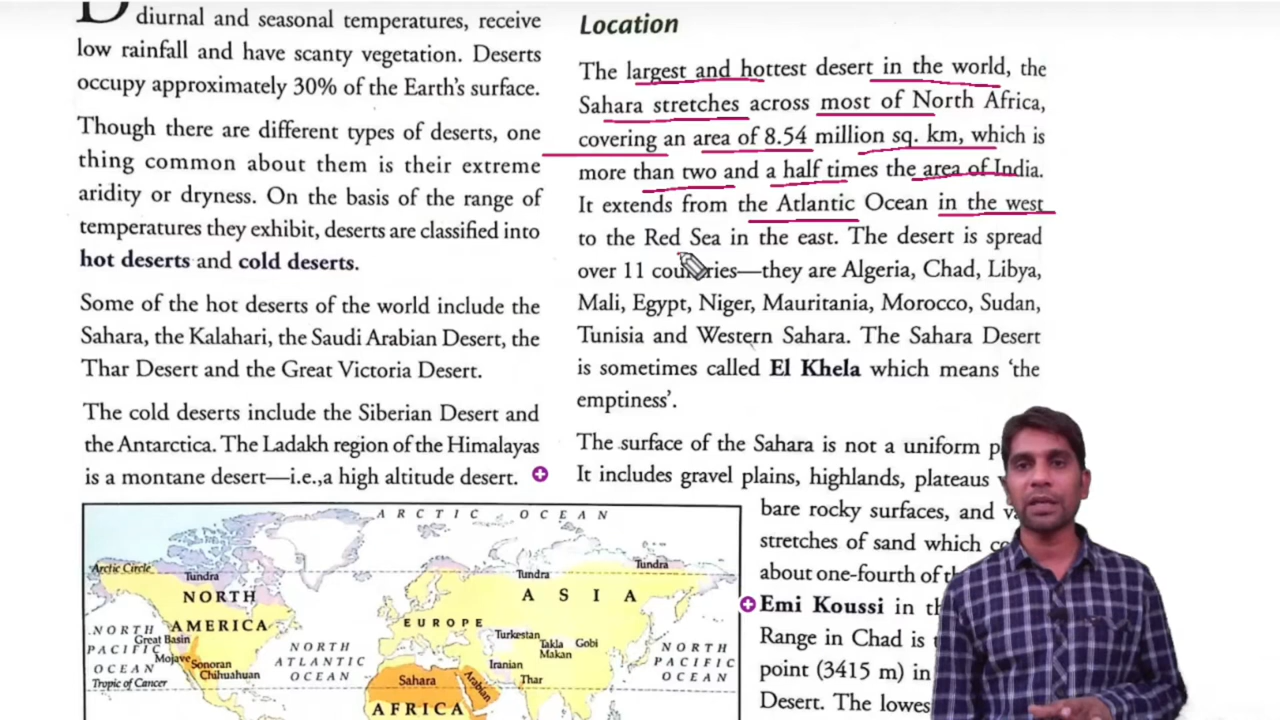 D diurnal and seasonal temperatures, receive
low rainfall and have scanty vegetation. Deserts
occupy approximately 30% of the Earth's surface.
Though there are different types of deserts, one
thing common about them is their extreme
aridity or dryness. On the basis of the range of
temperatures they exhibit, deserts are classified into
hot deserts and cold deserts.
Some of the hot deserts of the world include the
Sahara, the Kalahari, the Saudi Arabian Desert, the
Thar Desert and the Great Victoria Desert.
The cold deserts include the Siberian Desert and
the Antarctica. The Ladakh region of the Himalayas
is a montane desert—i.e.,a high altitude desert.
Location
The largest and hottest desert in the world, the
Sahara stretches across most of North Africa,
covering an area of 8.54 million sq. km, which is
more than two and a half times the area of India.
It extends from the Atlantic Ocean in the west
to the Red Sea in the east. The desert is spread
over 11 countries—they are Algeria, Chad, Libya,
Mali, Egypt, Niger, Mauritania, Morocco, Sudan,
Tunisia and Western Sahara. The Sahara Desert
is sometimes called El Khela which means 'the
emptiness'.
The surface of the Sahara is not a uniform
It includes gravel plains, highlands, plateaus
bare rocky surfaces, and
stretches of sand which
about one-fourth of
Emi Koussi in
Range in Chad is
point (3415 m) in
Desert. The lowes
ARCTIC OCEAN
Arctic Circle
Tundra
Tundra
Tundra
NORTH
AMERICA
ASIA
EUROPE
NORTH
PACIFIC
OCEAN
Great Basin
Mojave
Sonoran
Chihuahuan
Tropic of Cancer
NORTH
ATLANTIC
OCEAN
Turkestan
Takla
Makan
Gobi
Iranian
Thar
NORTH
PACIFIC
OCEAN
Sahara
Arabian
AFRICA